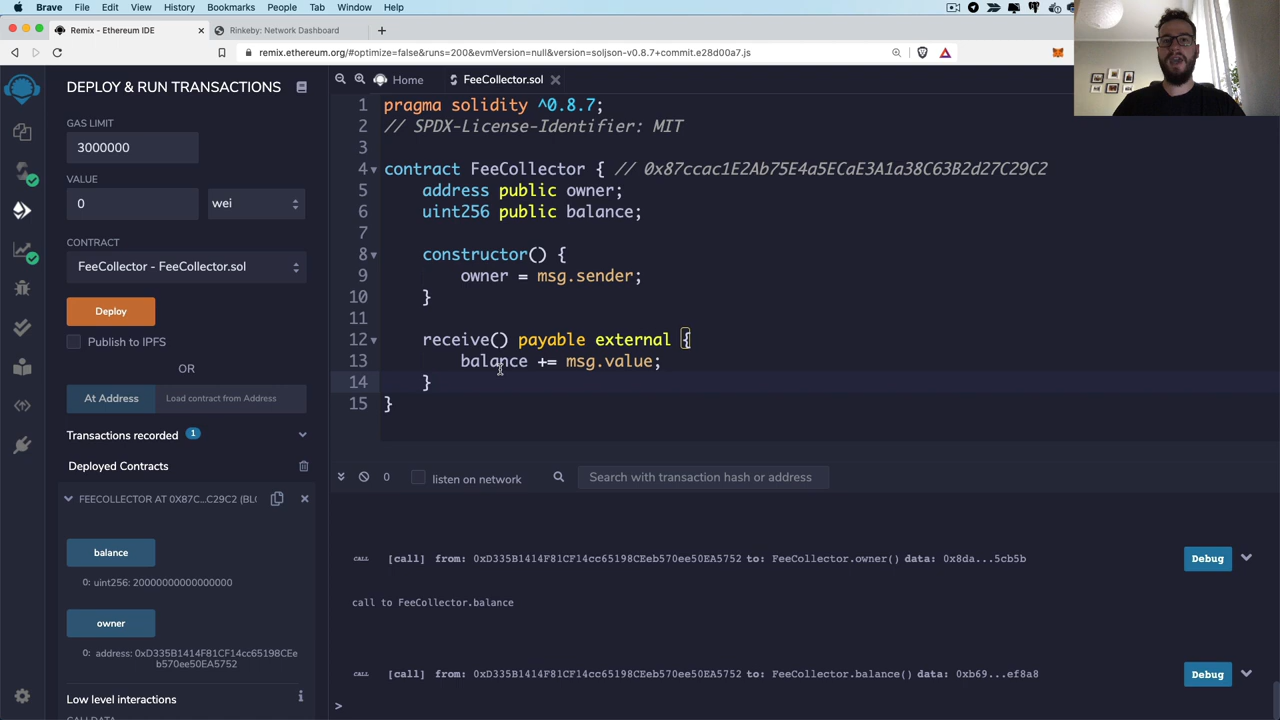 Brave File Edit View History Bookmarks People Tab Window Help
Remix - Ethereum IDE
Rinkeby: Network Dashboard
remix.ethereum.org/#optimize=false&runs=200&evmVersion=null&version=soljson-v0.8.7+commit.e28d00a7.js
DEPLOY & RUN TRANSACTIONS
GAS LIMIT
3000000
VALUE
0 wei
CONTRACT
FeeCollector - FeeCollector.sol
Deploy
Publish to IPFS
OR
At Address Load contract from Address
Transactions recorded 1
Deployed Contracts
FEECOLLECTOR AT 0X87C...C29C2 (BLO
balance
0: uint256: 20000000000000000
owner
0: address: 0xD335B1414F81CF14cc65198CEe
b570ee50EA5752
Low level interactions
CALLDATA
Home FeeCollector.sol
1 pragma solidity ^0.8.7;
2 // SPDX-License-Identifier: MIT
3
4 contract FeeCollector { // 0x87ccac1E2Ab75E4a5ECaE3A1a38C63B2d27C29C2
5 address public owner;
6 uint256 public balance;
7
8 constructor() {
9 owner = msg.sender;
10 }
11
12 receive() payable external {
13 balance += msg.value;
14 }
15 }
0 listen on network Search with transaction hash or address
CALL [call] from: 0xD335B1414F81CF14cc65198CEeb570ee50EA5752 to: FeeCollector.owner() data: 0x8da...5cb5b Debug
call to FeeCollector.balance
CALL [call] from: 0xD335B1414F81CF14cc65198CEeb570ee50EA5752 to: FeeCollector.balance() data: 0xb69...ef8a8 Debug
>